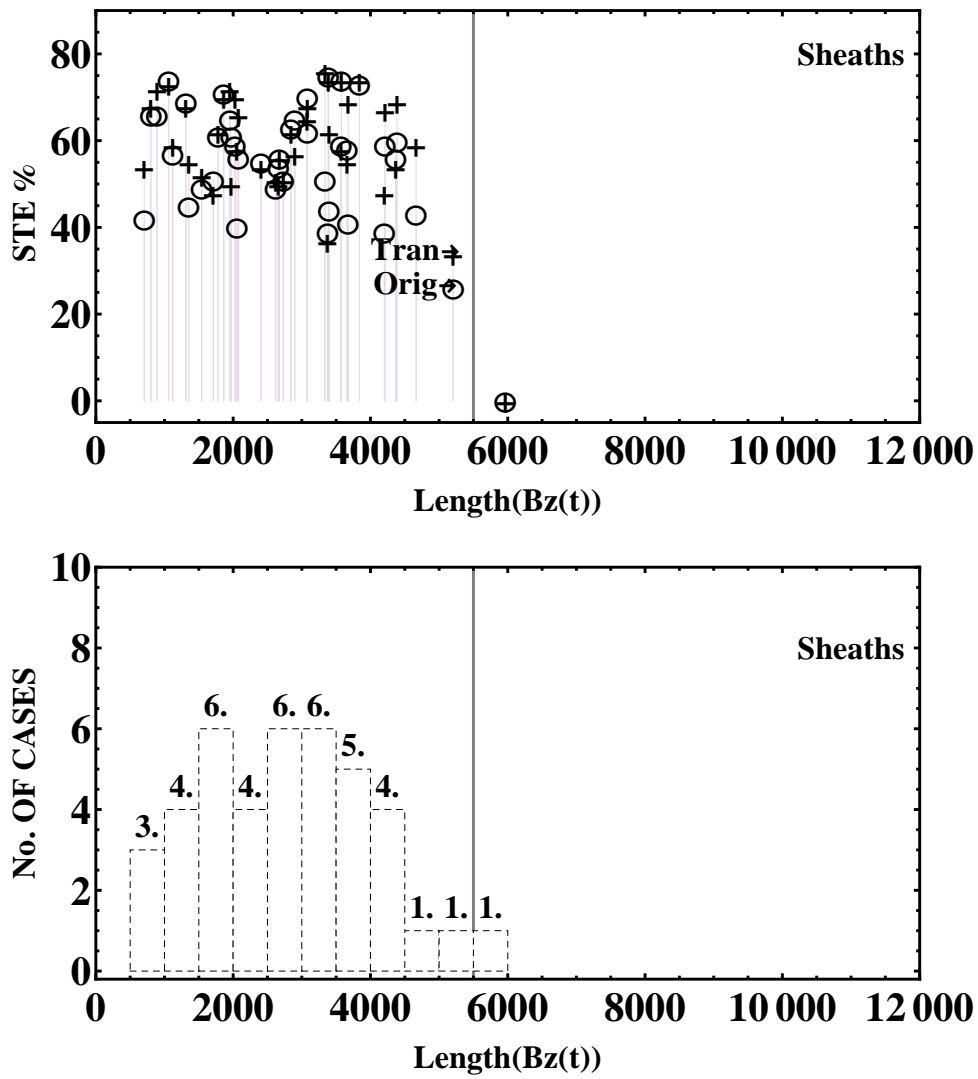 80
Sheaths
60
STE %
40
Tran→
Orig→
20
0
0 2000 4000 6000 8000 10 000 12 000
Length(Bz(t))
10
8
Sheaths
6. 6. 6.
6
5.
No. OF CASES
4. 4. 4.
4
3.
2
1. 1. 1.
0
0 2000 4000 6000 8000 10 000 12 000
Length(Bz(t))